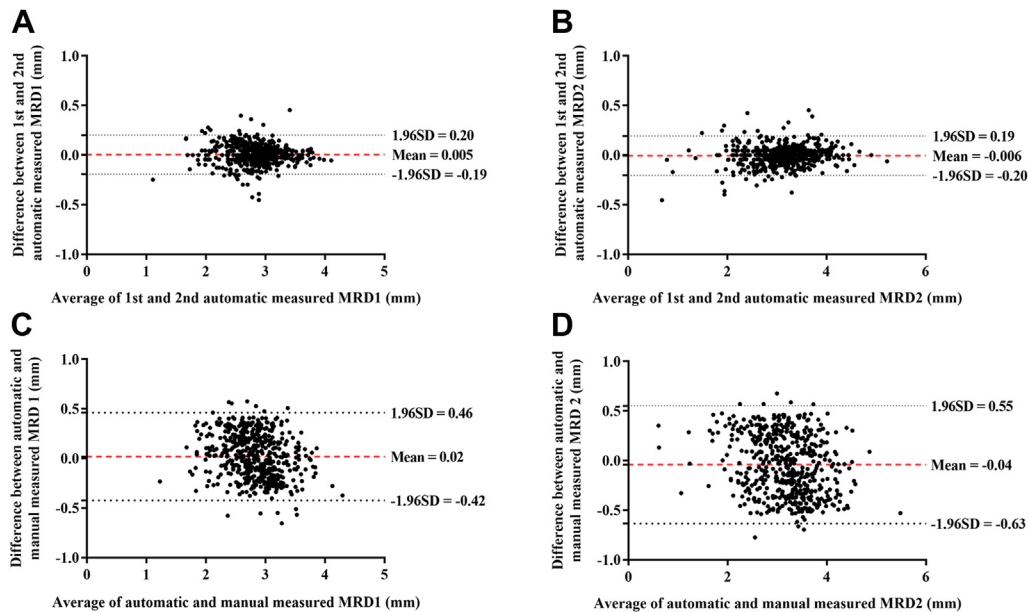 A
Difference between 1st and 2nd
automatic measured MRD1 (mm)
1.0
0.5
0.0
-0.5
-1.0
0 1 2 3 4 5
1.96SD = 0.20
Mean = 0.005
-1.96SD = -0.19
Average of 1st and 2nd automatic measured MRD1 (mm)
B
Difference between 1st and 2nd
automatic measured MRD2 (mm)
1.0
0.5
0.0
-0.5
-1.0
0 2 4 6
1.96SD = 0.19
Mean = -0.006
-1.96SD = -0.20
Average of 1st and 2nd automatic measured MRD2 (mm)
C
Difference between automatic and
manual measured MRD 1 (mm)
1.0
0.5
0.0
-0.5
-1.0
0 1 2 3 4 5
1.96SD = 0.46
Mean = 0.02
-1.96SD = -0.42
Average of automatic and manual measured MRD1 (mm)
D
Difference between automatic and
manual measured MRD 2 (mm)
1.0
0.5
0.0
-0.5
-1.0
0 2 4 6
1.96SD = 0.55
Mean = -0.04
-1.96SD = -0.63
Average of automatic and manual measured MRD2 (mm)